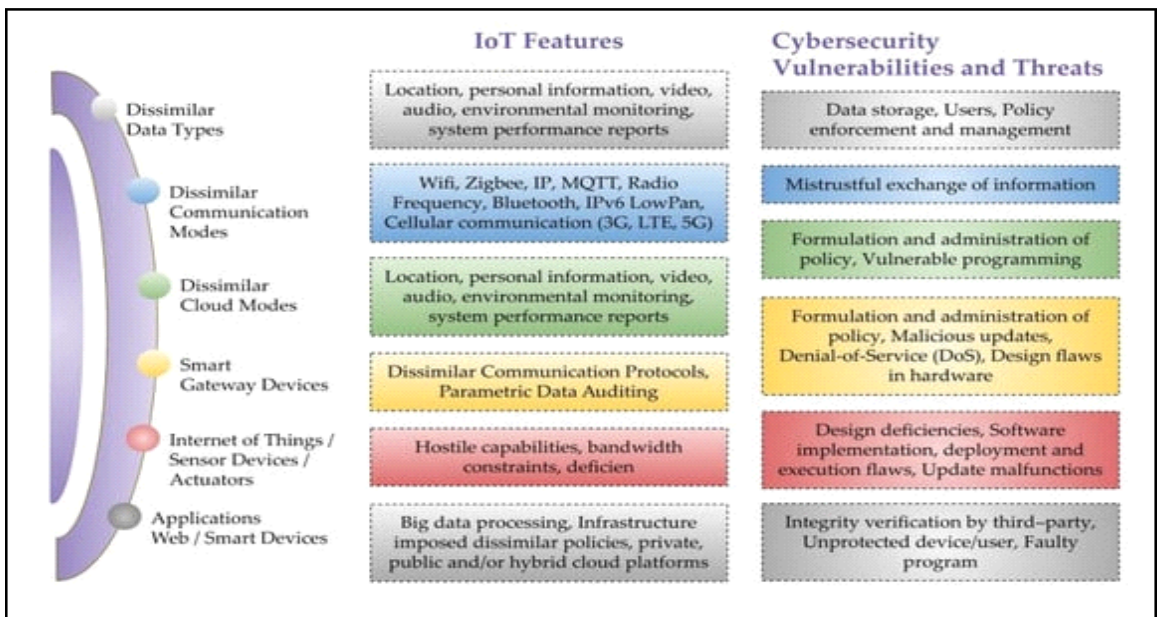 IoT Features
Cybersecurity
Vulnerabilities and Threats
Dissimilar
Data Types
Location, personal information, video,
audio, environmental monitoring,
system performance reports
Data storage, Users, Policy
enforcement and management
Dissimilar
Communication
Modes
Wifi, Zigbee, IP, MQTT, Radio
Frequency, Bluetooth, IPv6 LowPan,
Cellular communication (3G, LTE, 5G)
Mistrustful exchange of information
Dissimilar
Cloud Modes
Location, personal information, video,
audio, environmental monitoring,
system performance reports
Formulation and administration of
policy, Vulnerable programming
Smart
Gateway Devices
Dissimilar Communication Protocols,
Parametric Data Auditing
Formulation and administration of
policy, Malicious updates,
Denial-of-Service (DoS), Design flaws
in hardware
Internet of Things /
Sensor Devices /
Actuators
Hostile capabilities, bandwidth
constraints, deficien
Design deficiencies, Software
implementation, deployment and
execution flaws, Update malfunctions
Applications
Web / Smart Devices
Big data processing, Infrastructure
imposed dissimilar policies, private,
public and/or hybrid cloud platforms
Integrity verification by third–party,
Unprotected device/user, Faulty
program